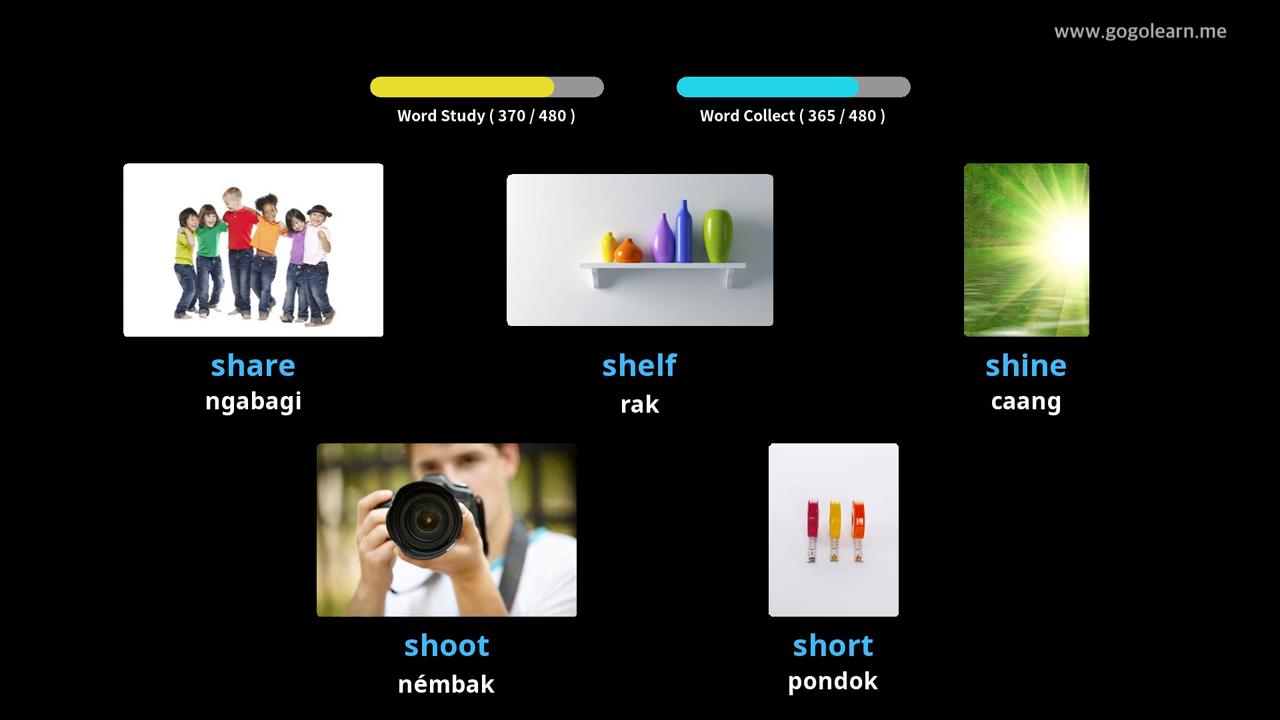 www.gogolearn.me
Word Study ( 370 / 480 )
Word Collect ( 365 / 480 )
share
ngabagi
shelf
rak
shine
caang
shoot
némbak
short
pondok